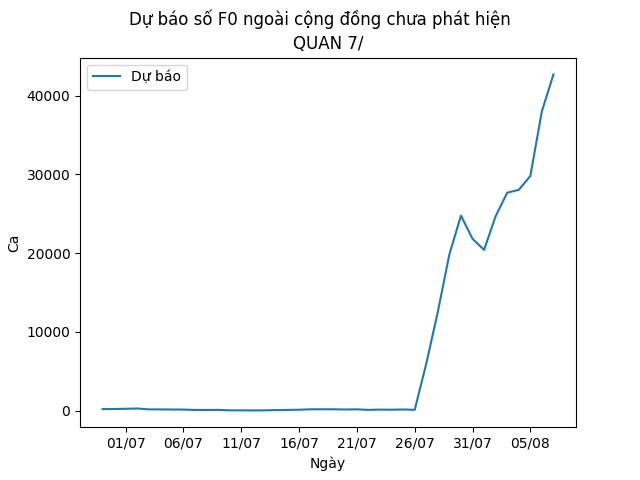 Dự báo số F0 ngoài cộng đồng chưa phát hiện
QUAN 7/
Dự báo
Ca
40000
30000
20000
10000
0
01/07 06/07 11/07 16/07 21/07 26/07 31/07 05/08
Ngày